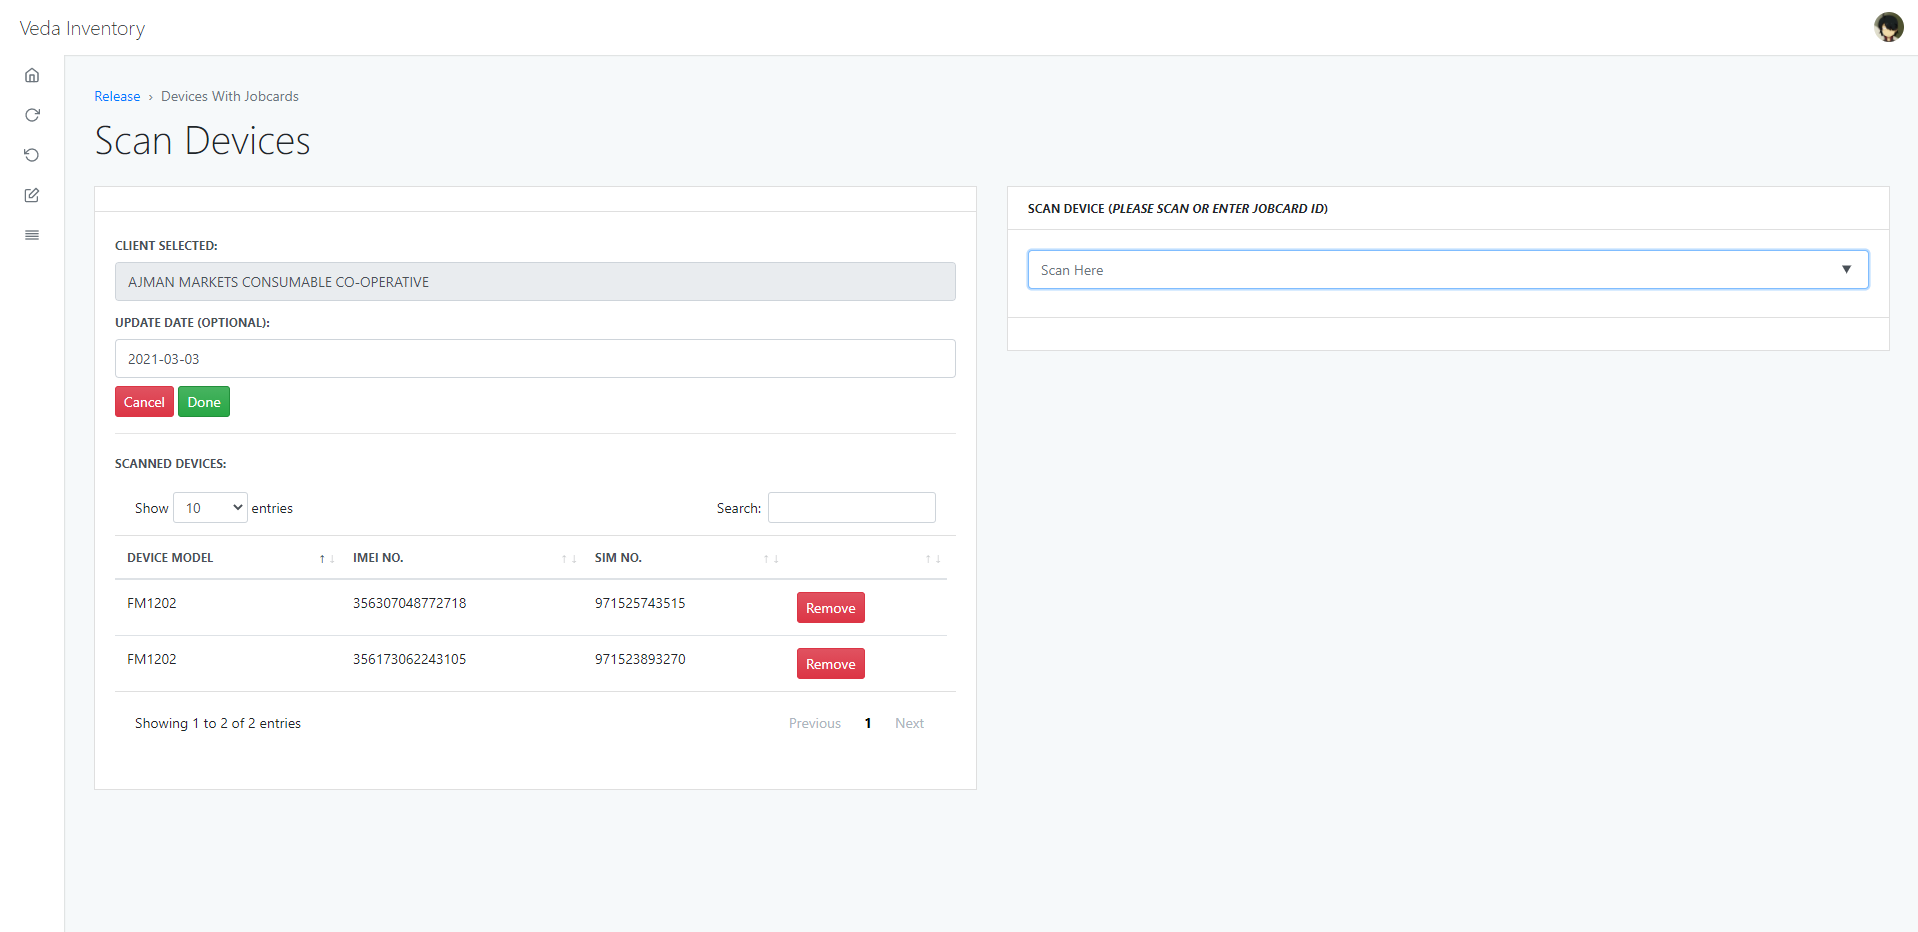 Veda Inventory
Release › Devices With Jobcards
Scan Devices
CLIENT SELECTED:
AJMAN MARKETS CONSUMABLE CO-OPERATIVE
UPDATE DATE (OPTIONAL):
2021-03-03
Cancel Done
SCANNED DEVICES:
Show 10 entries Search:
DEVICE MODEL IMEI NO. SIM NO.
FM1202 356307048772718 971525743515 Remove
FM1202 356173062243105 971523893270 Remove
Showing 1 to 2 of 2 entries Previous 1 Next
SCAN DEVICE (PLEASE SCAN OR ENTER JOBCARD ID)
Scan Here